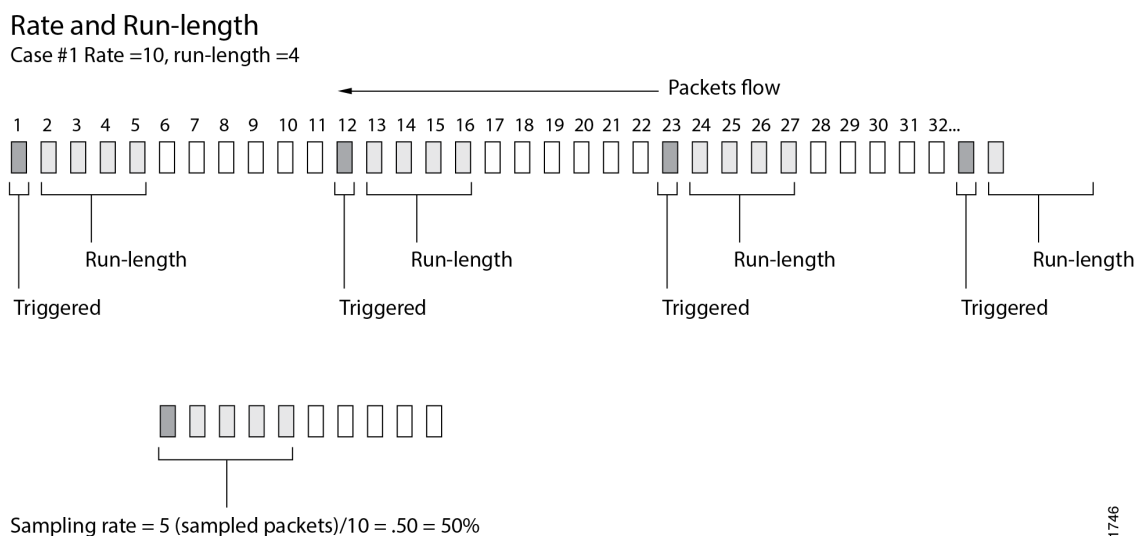 Rate and Run-length
Case #1 Rate =10, run-length =4
Packets flow
1 2 3 4 5 6 7 8 9 10 11 12 13 14 15 16 17 18 19 20 21 22 23 24 25 26 27 28 29 30 31 32...
Run-length Run-length Run-length Run-length
Triggered Triggered Triggered Triggered
Sampling rate = 5 (sampled packets)/10 = .50 = 50%
1746